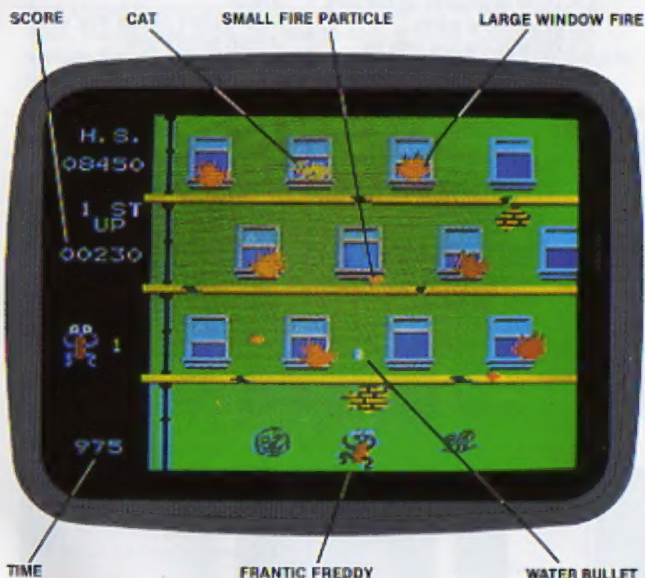 SCORE CAT SMALL FIRE PARTICLE LARGE WINDOW FIRE
H. S.
08450
1 ST
UP
00230
1
975
TIME FRANTIC FREDDY WATER BULLET